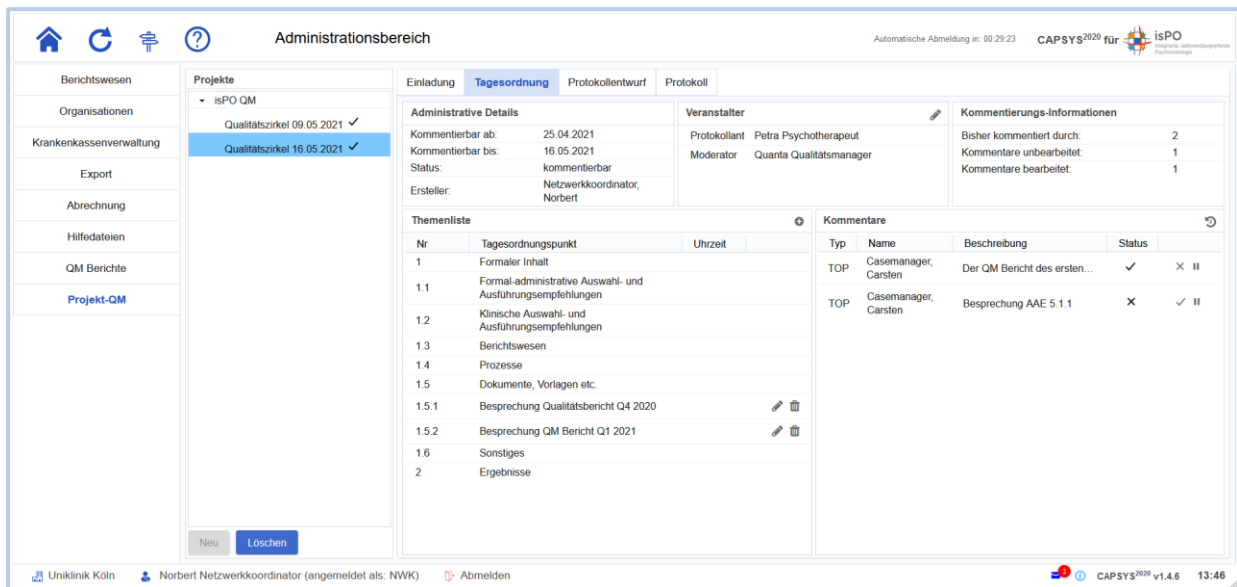 Administrationsbereich
Automatische Abmeldung in: 00:29:23
CAPSYS2020 für isPO
Integrierte, sektorenübergreifende
Psychoonkologie
Berichtswesen
Organisationen
Krankenkassenverwaltung
Export
Abrechnung
Hilfedateien
QM Berichte
Projekt-QM
Projekte
isPO QM
Qualitätszirkel 09.05.2021
Qualitätszirkel 16.05.2021
Neu Löschen
Einladung Tagesordnung Protokollentwurf Protokoll
Administrative Details
Kommentierbar ab: 25.04.2021
Kommentierbar bis: 16.05.2021
Status: kommentierbar
Ersteller: Netzwerkkoordinator,
Norbert
Veranstalter
Protokollant Petra Psychotherapeut
Moderator Quanta Qualitätsmanager
Kommentierungs-Informationen
Bisher kommentiert durch: 2
Kommentare unbearbeitet: 1
Kommentare bearbeitet: 1
Themenliste
Nr Tagesordnungspunkt Uhrzeit
1 Formaler Inhalt
1.1 Formal-administrative Auswahl- und
Ausführungsempfehlungen
1.2 Klinische Auswahl- und
Ausführungsempfehlungen
1.3 Berichtswesen
1.4 Prozesse
1.5 Dokumente, Vorlagen etc.
1.5.1 Besprechung Qualitätsbericht Q4 2020
1.5.2 Besprechung QM Bericht Q1 2021
1.6 Sonstiges
2 Ergebnisse
Kommentare
Typ Name Beschreibung Status
TOP Casemanager,
Carsten Der QM Bericht des ersten...
TOP Casemanager,
Carsten Besprechung AAE 5.1.1
Uniklinik Köln Norbert Netzwerkkoordinator (angemeldet als: NWK) Abmelden
2 CAPSYS2020 v1.4.6 13:46